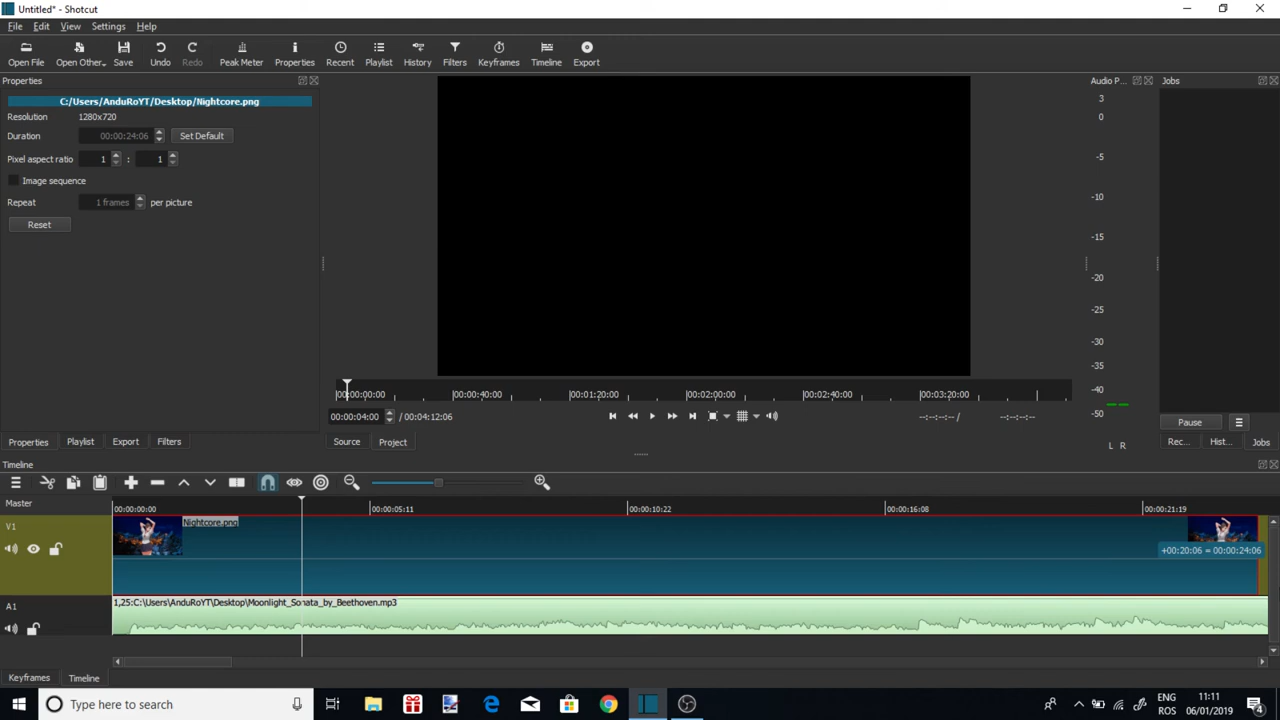 Untitled* - Shotcut
File Edit View Settings Help
Open File Open Other.. Save Undo Redo Peak Meter Properties Recent Playlist History Filters Keyframes Timeline Export
Properties
C:/Users/AnduRoYT/Desktop/Nightcore.png
Resolution 1280x720
Duration 00:00:24:06 Set Default
Pixel aspect ratio 1 : 1
Image sequence
Repeat 1 frames per picture
Reset
Audio P...
3
0
-5
-10
-15
-20
-25
-30
-35
-40
-50
L R
Jobs
00:00:00:00 00:00:40:00 00:01:20:00 00:02:00:00 00:02:40:00 00:03:20:00
00:00:04:00 / 00:04:12:06 --:--:--:-- / --:--:--:--
Pause
Properties Playlist Export Filters Source Project Rec... Hist... Jobs
Timeline
Master 00:00:00:00 00:00:05:11 00:00:10:22 00:00:16:08 00:00:21:19
V1 Nightcore.png
+00:20:06 = 00:00:24:06
A1 1,25:C:\Users\AnduRoYT\Desktop\Moonlight_Sonata_by_Beethoven.mp3
Keyframes Timeline
Type here to search
ENG 11:11
ROS 06/01/2019
4